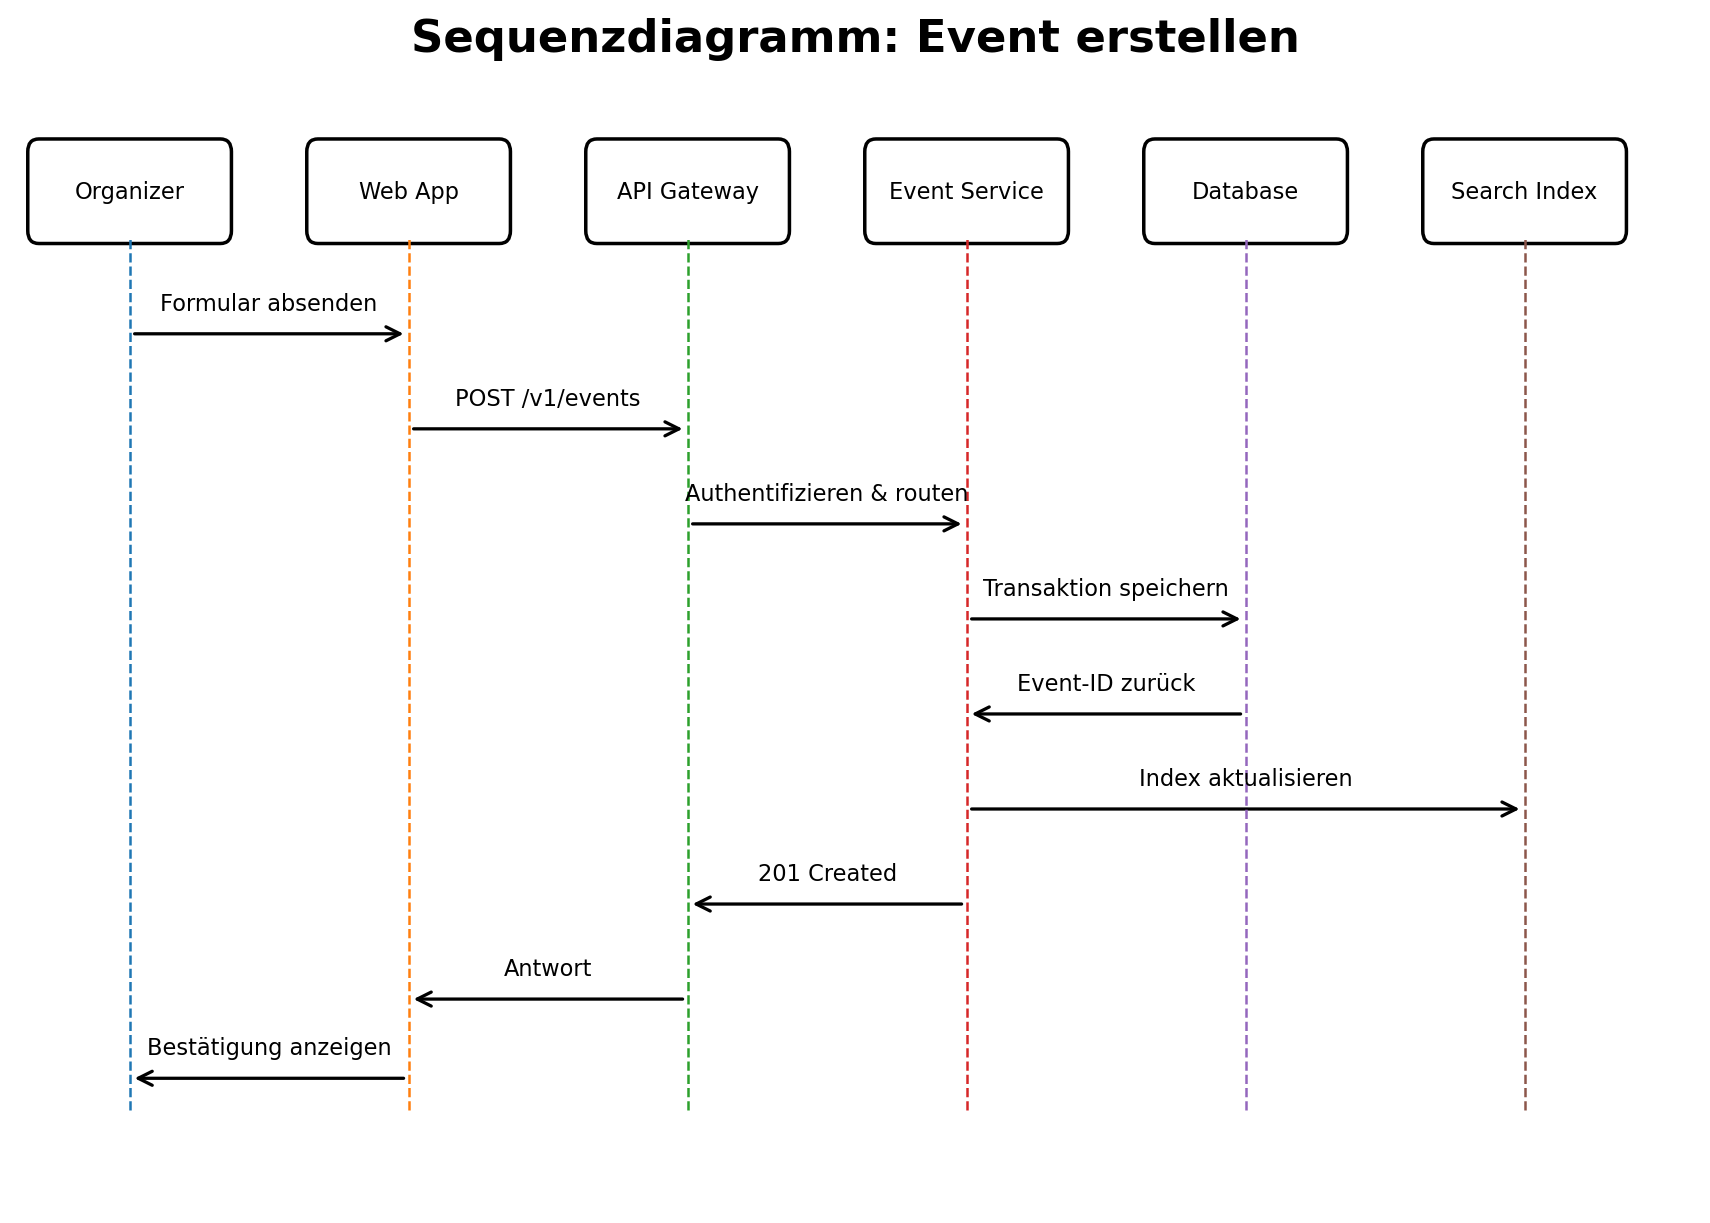 Sequenzdiagramm: Event erstellen
Organizer
Web App
API Gateway
Event Service
Database
Search Index
Formular absenden
POST /v1/events
Authentifizieren & routen
Transaktion speichern
Event-ID zurück
Index aktualisieren
201 Created
Antwort
Bestätigung anzeigen